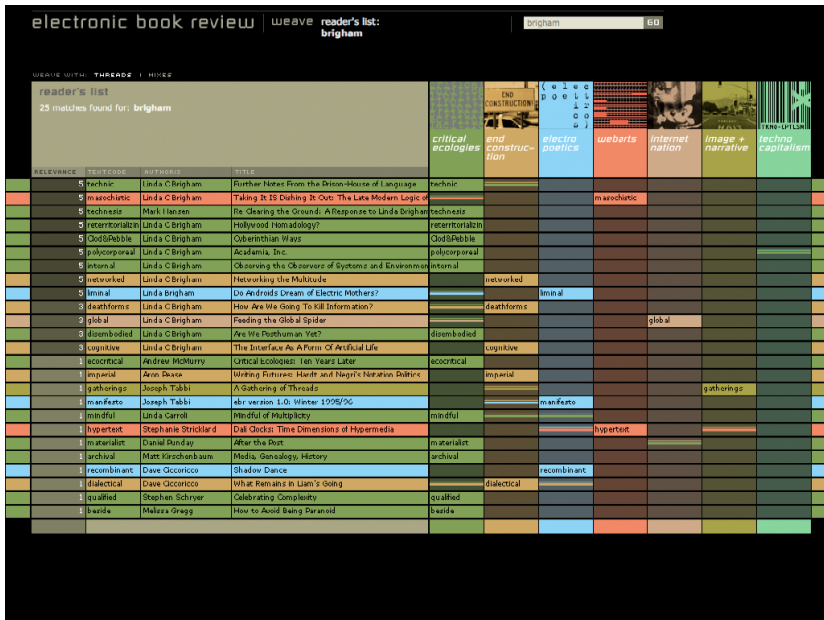 electronic book review weave reader's list:
brigham
brigham GO
WEAVE WITH: THREADS | MIXES
reader's list
25 matches found for: brigham
END
CONSTRUCTION
TKNO-CPTLSM
critical ecologies
end construc-tion
electro poetics
webarts
internet nation
image + narrative
techno capitalism
RELEVANCE TEXTCODE AUTHOR/S TITLE
5 technic Linda C Brigham Further Notes From the Prison-House of Language technic
5 masochistic Linda C Brigham Taking It IS Dishing It Out: The Late Modern Logic of masochistic
5 technesis Mark Hansen Re-Clearing the Ground: A Response to Linda Brigham technesis
5 reterritorializin Linda C Brigham Hollywood Nomadology? reterritorializin
5 Clod&Pebble Linda C Brigham Cyberinthian Ways Clod&Pebble
5 polycorporeal Linda C Brigham Academia, Inc. polycorporeal
5 internal Linda C Brigham Observing the Observers of Systems and Environmen internal
5 networked Linda C Brigham Networking the Multitude networked
5 liminal Linda Brigham Do Androids Dream of Electric Mothers? liminal
3 deathforms Linda C Brigham How Are We Going To Kill Information? deathforms
3 global Linda C Brigham Feeding the Global Spider global
3 disembodied Linda C Brigham Are We Posthuman Yet? disembodied
3 cognitive Linda C Brigham The Interface As A Form Of Artificial Life cognitive
1 ecocritical Andrew McMurry Critical Ecologies: Ten Years Later ecocritical
1 imperial Aron Pease Writing Futures: Hardt and Negri's Notation Politics imperial
1 gatherings Joseph Tabbi A Gathering of Threads gatherings
1 manifesto Joseph Tabbi ebr version 1.0: Winter 1995/96 manifesto
1 mindful Linda Carroli Mindful of Multiplicity mindful
1 hypertext Stephanie Strickland Dali Clocks: Time Dimensions of Hypermedia hypertext
1 materialist Daniel Punday After the Post materialist
1 archival Matt Kirschenbaum Media, Genealogy, History archival
1 recombinant Dave Ciccoricco Shadow Dance recombinant
1 dialectical Dave Ciccoricco What Remains in Liam's Going dialectical
1 qualified Stephen Schryer Celebrating Complexity qualified
1 beside Melissa Gregg How to Avoid Being Paranoid beside